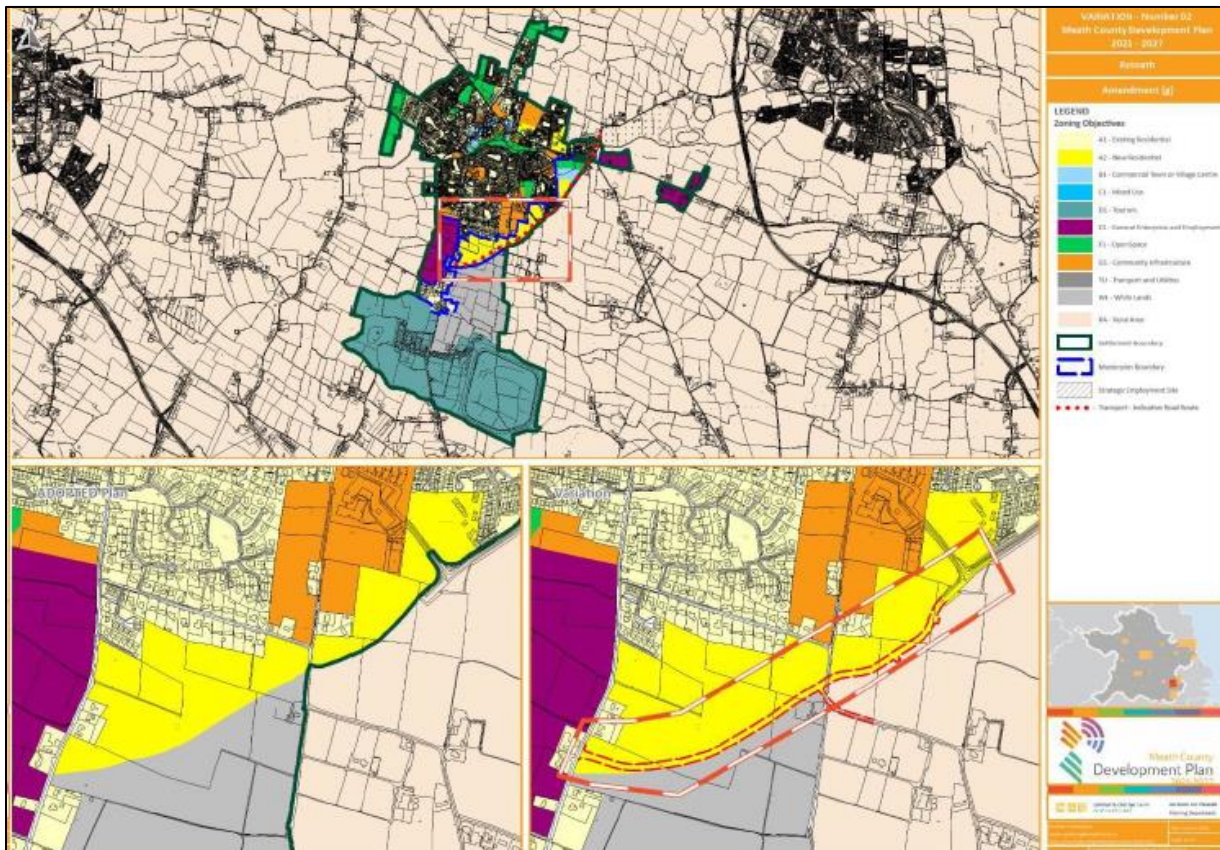 N
VARIATION - Number 02
Meath County Development Plan
2021 - 2027
Amendment (g)
LEGEND
Zoning Objectives
A1 - Existing Residential
A2 - New Residential
B1 - Commercial Town or Village Centre
C1 - Mixed Use
D1 - Tourism
E2 - General Enterprise and Employment
F1 - Open Space
G1 - Community Infrastructure
TU - Transport and Utilities
WL - White Lands
RA - Rural Area
Settlement Boundary
Masterplan Boundary
Strategic Employment Site
Transport - Indicative Road Route
ADOPTED Plan
Variation
Meath County
Development Plan
Planning Department